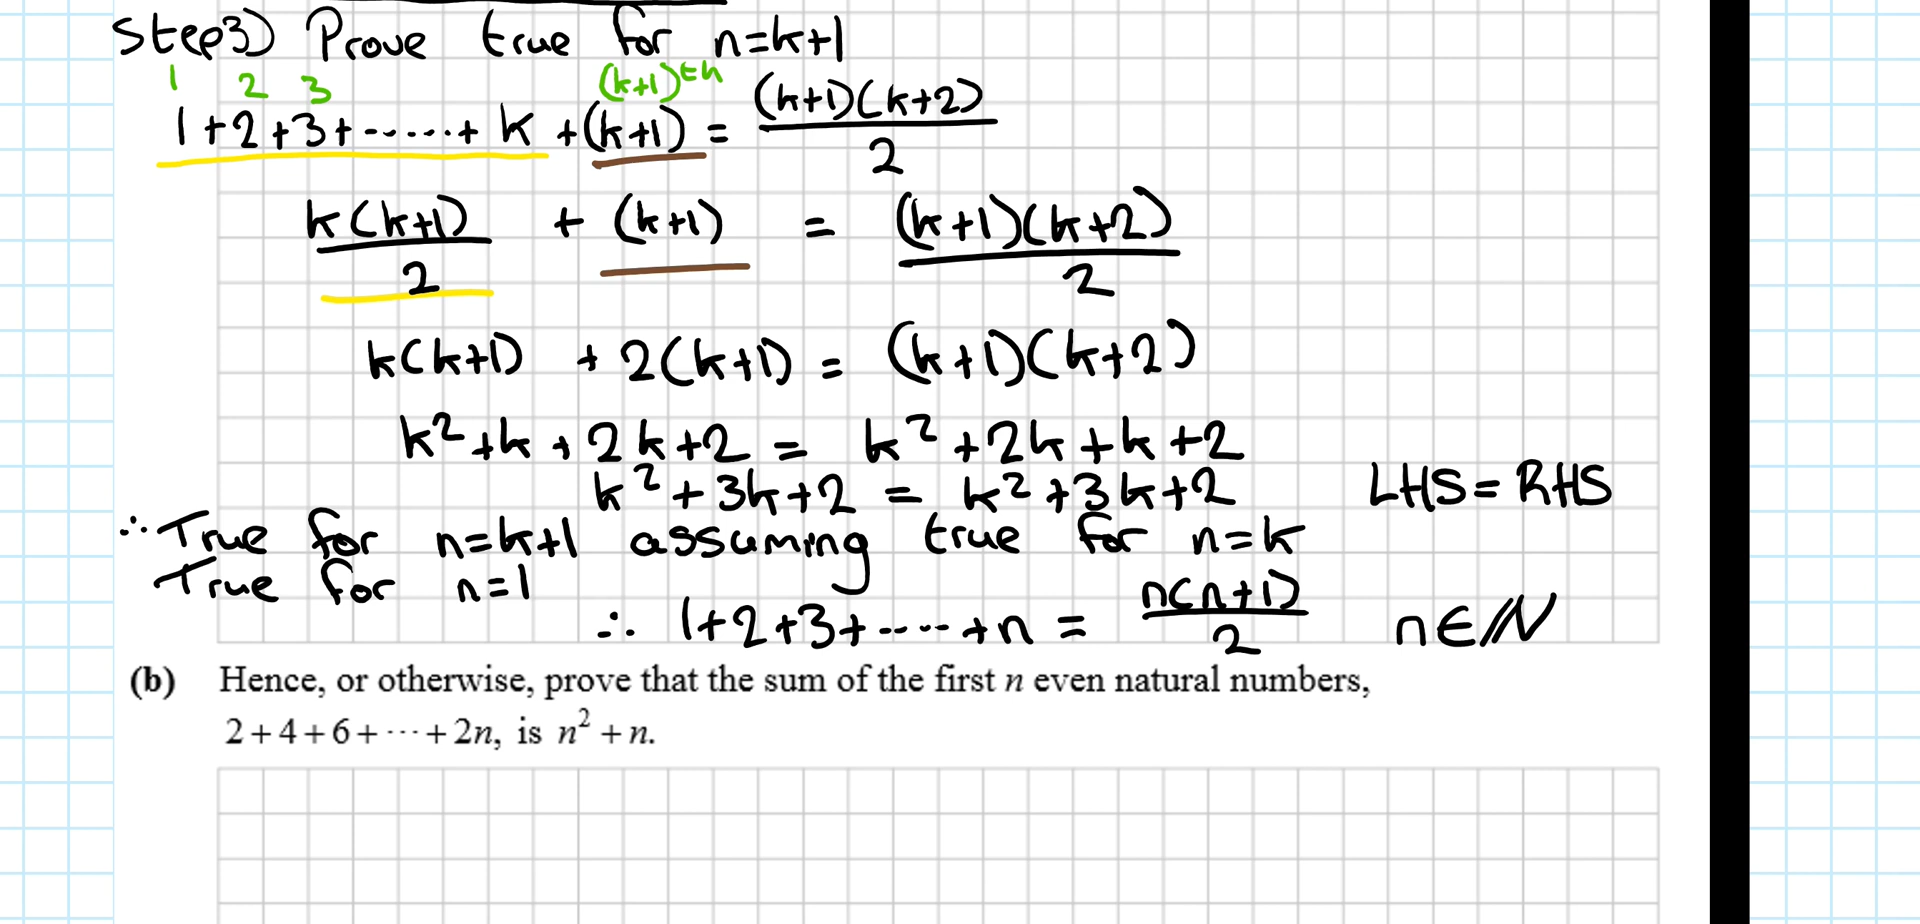 Step3) Prove true for n=k+1
1 2 3 (k+1)th
1+2+3+------+ k +(k+1) = (k+1)(k+2)/2
k(k+1)/2 + (k+1) = (k+1)(k+2)/2
k(k+1) + 2(k+1) = (k+1)(k+2)
k²+k + 2k+2 = k²+2k+k+2
k²+3k+2 = k²+3k+2 LHS=RHS
∴ True for n=k+1 assuming true for n=k
True for n=1
∴ 1+2+3+-----+n = n(n+1)/2 n∈ℕ
(b) Hence, or otherwise, prove that the sum of the first n even natural numbers,
2+4+6+⋯+2n, is n²+n.